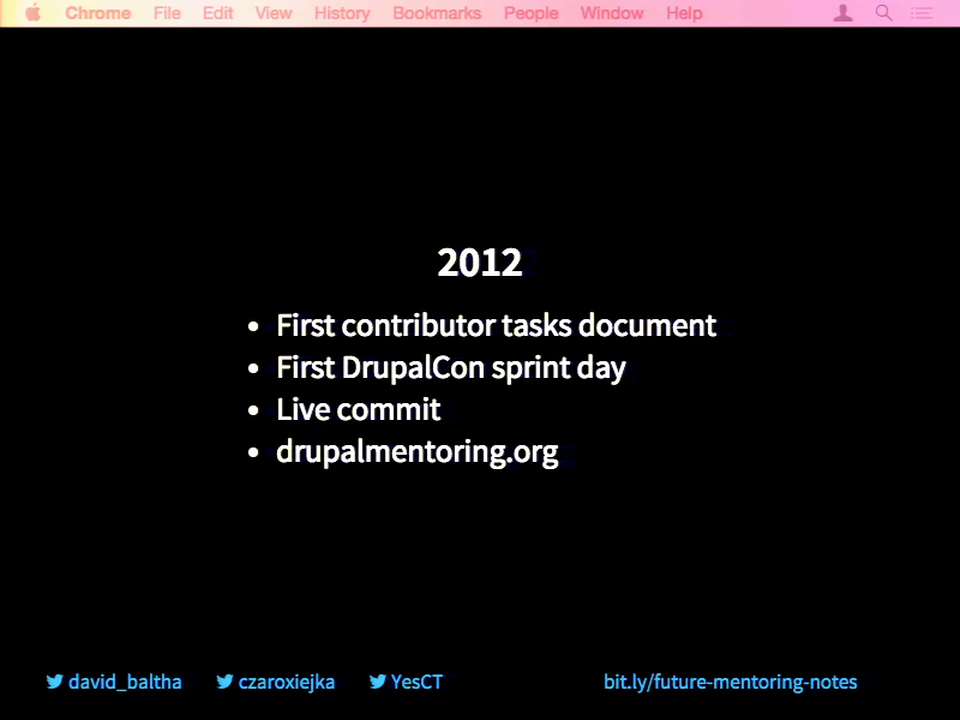 Chrome File Edit View History Bookmarks People Window Help
2012
• First contributor tasks document
• First DrupalCon sprint day
• Live commit
• drupalmentoring.org
david_baltha czaroxiejka YesCT bit.ly/future-mentoring-notes